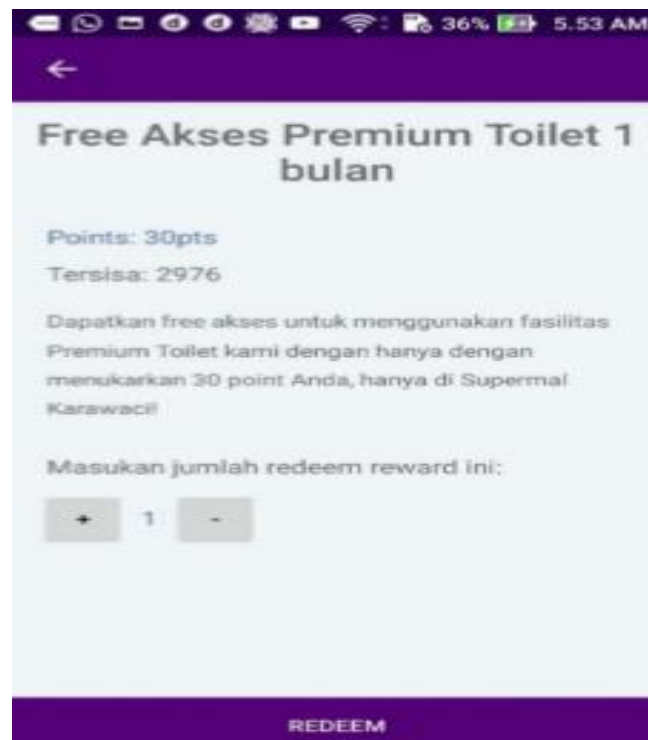 36% 5.53 AM
Free Akses Premium Toilet 1
bulan
Points: 30pts
Tersisa: 2976
Dapatkan free akses untuk menggunakan fasilitas
Premium Toilet kami dengan hanya dengan
menukarkan 30 point Anda, hanya di Supermal
Karawaci!
Masukan jumlah redeem reward ini:
+ 1 -
REDEEM